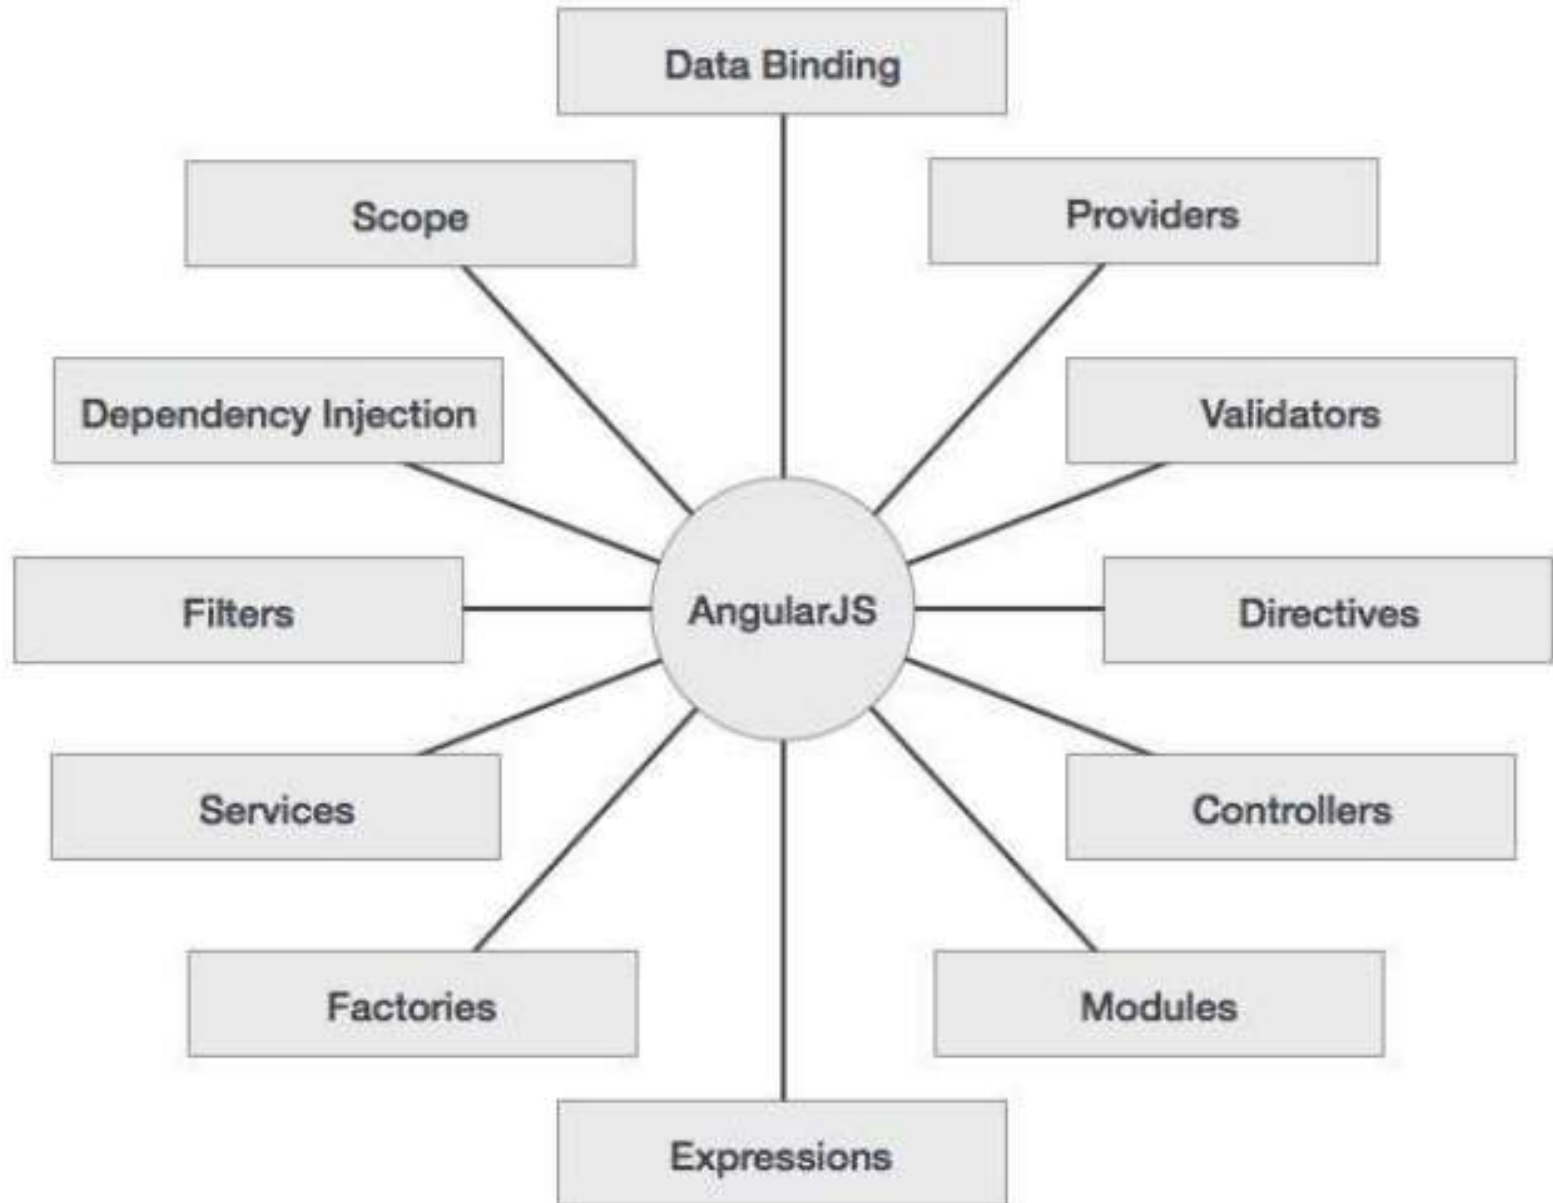 Data Binding
Scope
Providers
Dependency Injection
Validators
Filters
AngularJS
Directives
Services
Controllers
Factories
Modules
Expressions